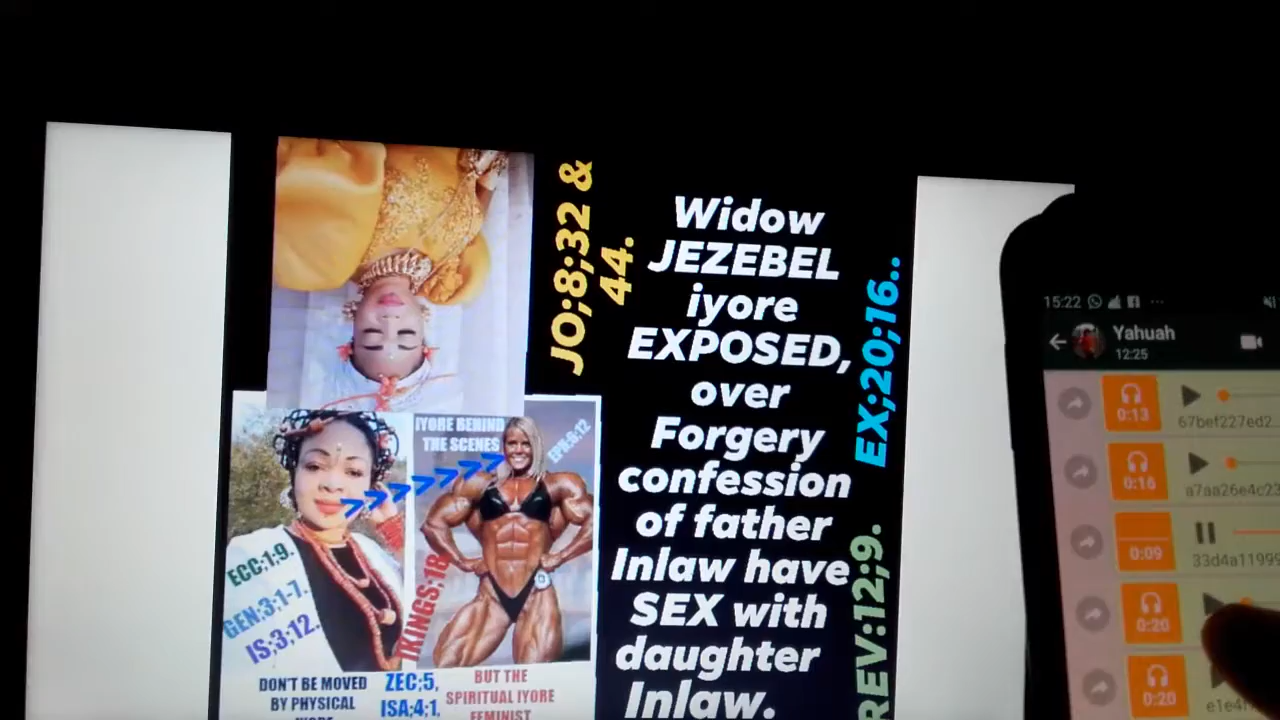 JO;8;32 &
44.
Widow
JEZEBEL
iyore
EXPOSED,
over
Forgery
confession
of father
Inlaw have
SEX with
daughter
Inlaw.
EX;20;16..
REV:12;9.
IYORE BEHIND
THE SCENES
EPH;6;12
>>>>>>>
ECC:1;9.
GEN;3:1-7.
IS;3;12.
1KINGS;18
DON'T BE MOVED
BY PHYSICAL
ZEC;5,
ISA;4;1,
BUT THE
SPIRITUAL IYORE
FEMINIST
15:22
Yahuah
12:25
0:13
67bef227ed2...
0:16
a7aa26e4c23
0:09
33d4a11999
0:20
0:20